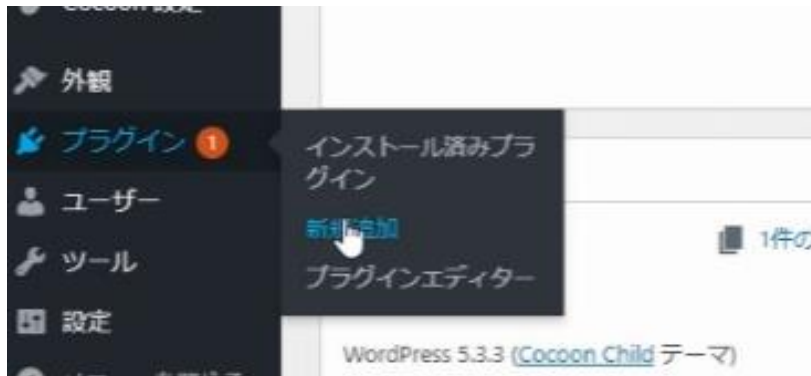 Cocoon 設定
外観
プラグイン 1
インストール済みプラ
グイン
新規追加
プラグインエディター
ユーザー
ツール
設定
1件の
WordPress 5.3.3 (Cocoon Child テーマ)